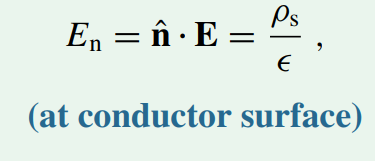 Eₙ = n̂ · E = ρₛ / ϵ ,
(at conductor surface)